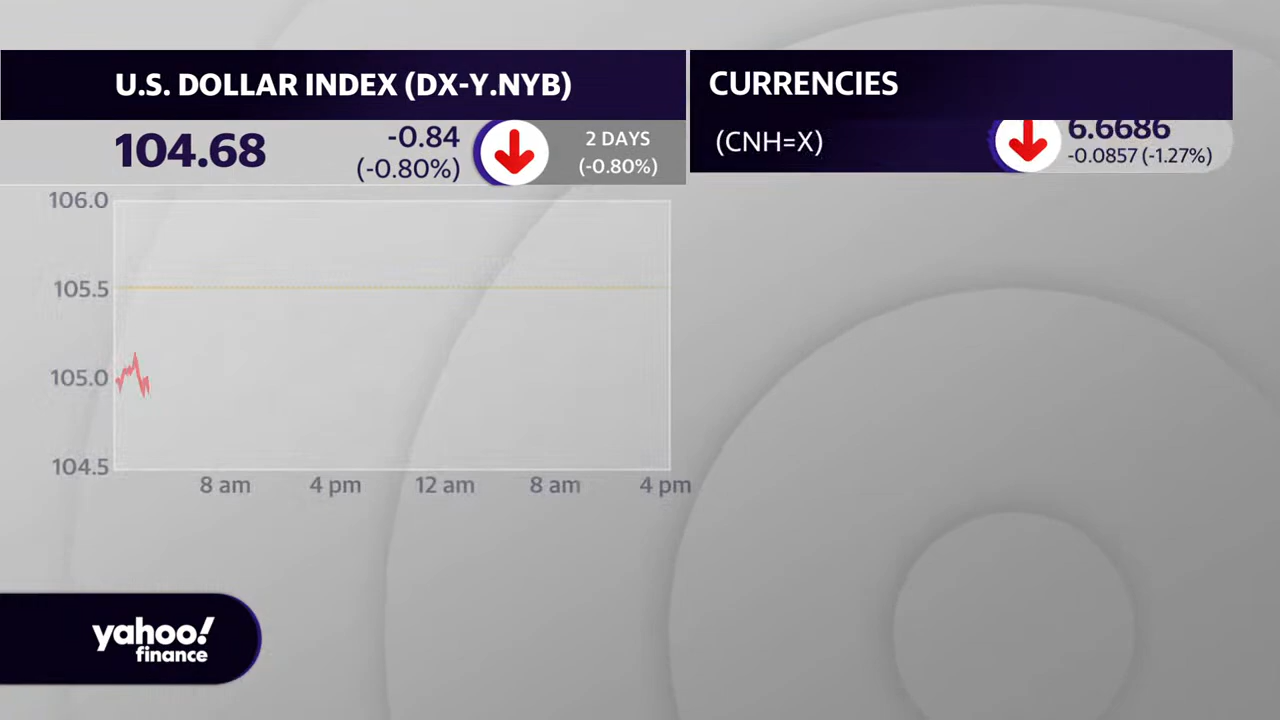 U.S. DOLLAR INDEX (DX-Y.NYB)
104.68
-0.84
(-0.80%)
2 DAYS
(-0.80%)
CURRENCIES
(CNH=X)
6.6686
-0.0857 (-1.27%)
106.0
105.5
105.0
104.5
8 am 4 pm 12 am 8 am 4 pm
yahoo!
finance